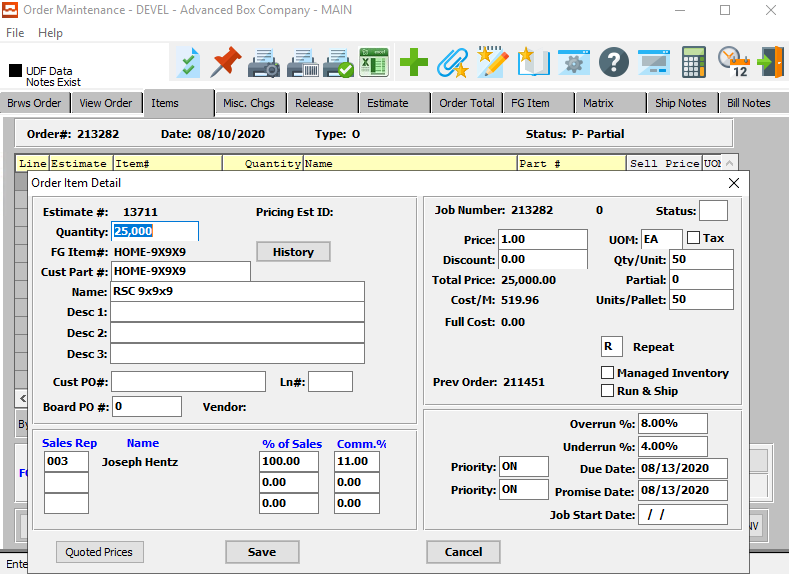 Order Maintenance - DEVEL - Advanced Box Company - MAIN
File Help
UDF Data
Notes Exist
excel
12
Brws Order View Order Items Misc. Chgs Release Estimate Order Total FG Item Matrix Ship Notes Bill Notes
Order#: 213282 Date: 08/10/2020 Type: O Status: P- Partial
Line Estimate Item# Quantity Name Part # Sell Price UOM
Order Item Detail
Estimate #: 13711 Pricing Est ID:
Quantity: 25,000
FG Item#: HOME-9X9X9 History
Cust Part #: HOME-9X9X9
Name: RSC 9x9x9
Desc 1:
Desc 2:
Desc 3:
Cust PO#: Ln#:
Board PO #: 0 Vendor:
Job Number: 213282 0 Status:
Price: 1.00 UOM: EA Tax
Discount: 0.00 Qty/Unit: 50
Total Price: 25,000.00 Partial: 0
Cost/M: 519.96 Units/Pallet: 50
Full Cost: 0.00
R Repeat
Managed Inventory
Prev Order: 211451 Run & Ship
Sales Rep Name % of Sales Comm.%
003 Joseph Hentz 100.00 11.00
0.00 0.00
0.00 0.00
Overrun %: 8.00%
Underrun %: 4.00%
Priority: ON Due Date: 08/13/2020
Priority: ON Promise Date: 08/13/2020
Job Start Date: / /
Quoted Prices Save Cancel
By
FG
NV
Ente